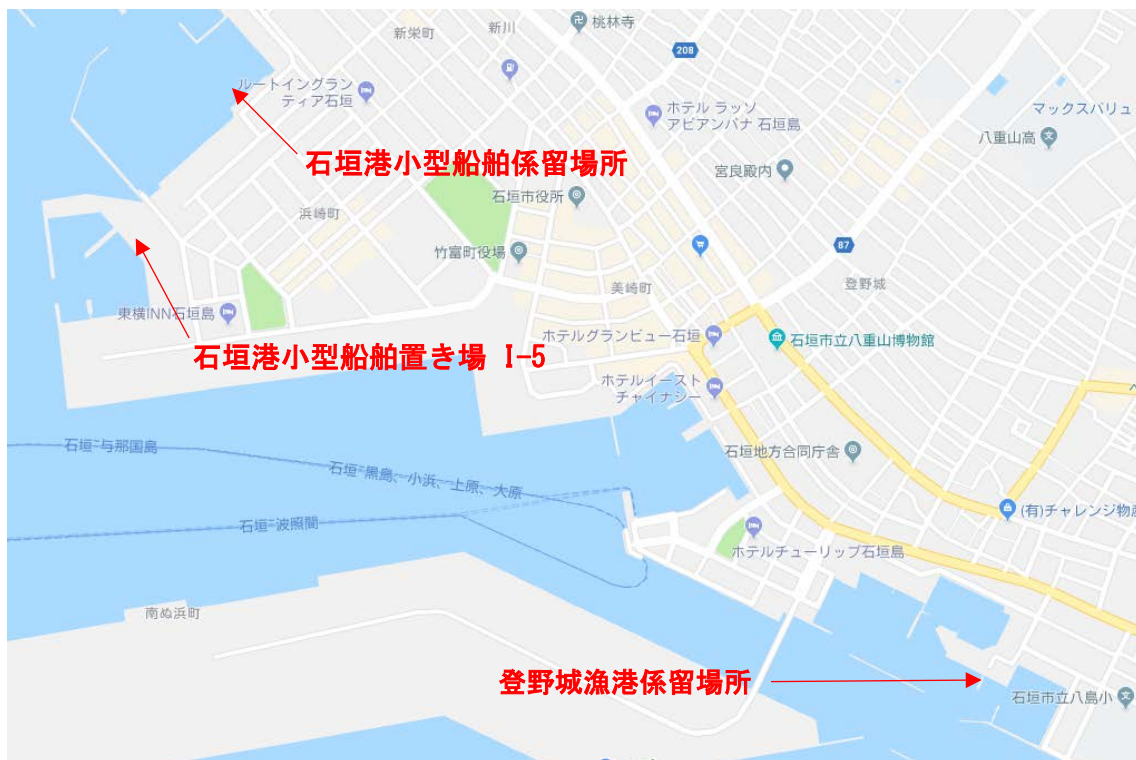 新栄町
新川
桃林寺
208
ルートイングラン
ティア石垣
ホテル ラッソ
アビアンパナ 石垣島
マックスバリュ
八重山高
石垣港小型船舶係留場所
宮良殿内
石垣市役所
浜崎町
竹富町役場
87
美崎町
登野城
東横INN石垣島
ホテルグランビュー石垣
石垣市立八重山博物館
石垣港小型船舶置き場 I-5
ホテルイースト
チャイナシー
石垣-与那国島
石垣地方合同庁舎
石垣-黒島、小浜、上原、大原
石垣-波照間
(有)チャレンジ物産
ホテルチューリップ石垣島
南ぬ浜町
登野城漁港係留場所
石垣市立八島小